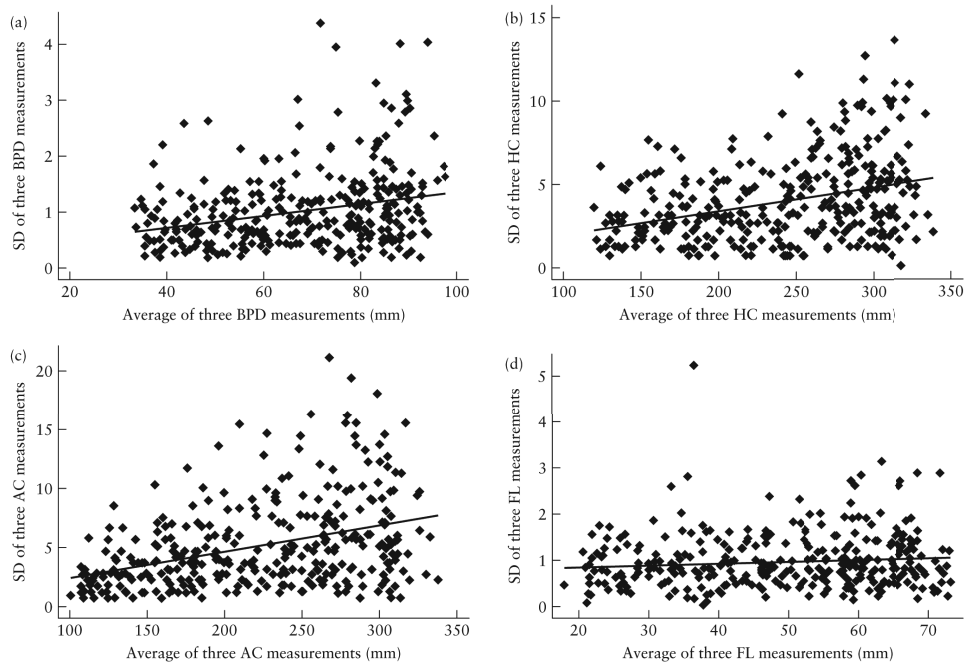 (a)
SD of three BPD measurements
4
3
2
1
0
20 40 60 80 100
Average of three BPD measurements (mm)
(b)
SD of three HC measurements
15
10
5
0
100 150 200 250 300 350
Average of three HC measurements (mm)
(c)
SD of three AC measurements
20
15
10
5
0
100 150 200 250 300 350
Average of three AC measurements (mm)
(d)
SD of three FL measurements
5
4
3
2
1
0
20 30 40 50 60 70
Average of three FL measurements (mm)